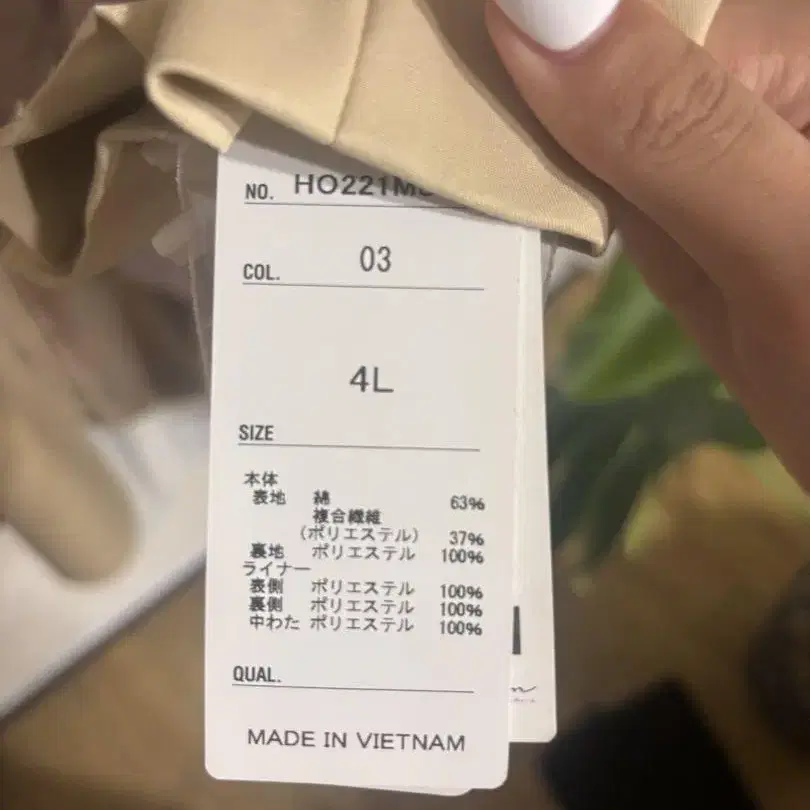 NO. HO221M
COL. 03
4L
SIZE
本体
表地 綿 63%
複合繊維
(ポリエステル) 37%
裏地 ポリエステル 100%
ライナー
表側 ポリエステル 100%
裏側 ポリエステル 100%
中わた ポリエステル 100%
QUAL.
MADE IN VIETNAM